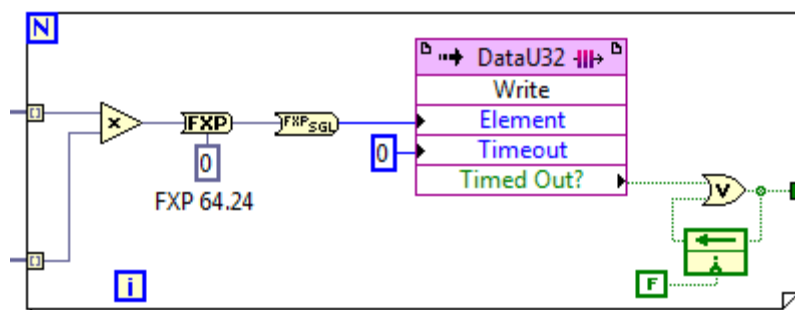 N
DataU32
Write
x
FXP
FXP SGL
Element
0
0
Timeout
FXP 64.24
Timed Out?
V
i
F